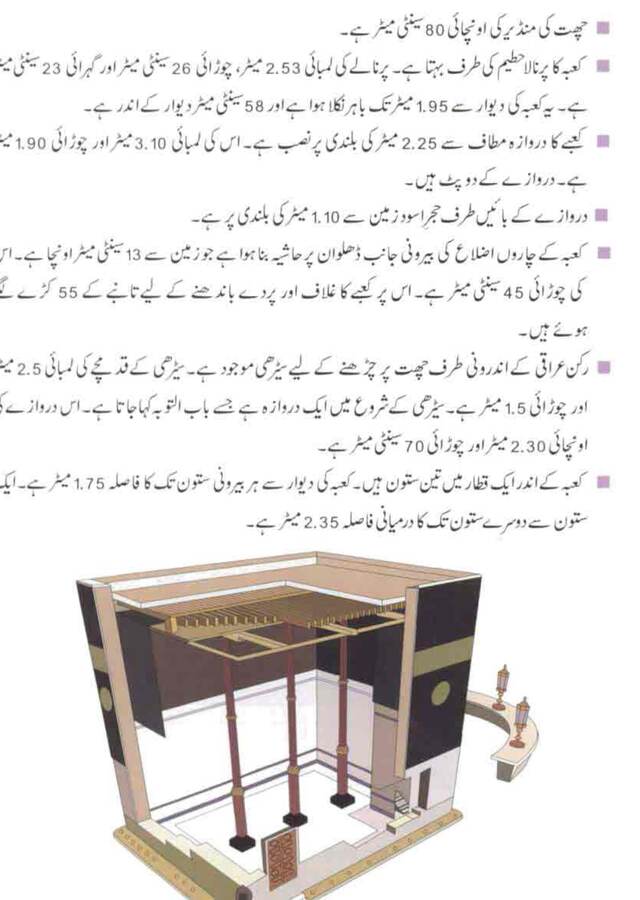 چھت کی منڈیر کی اونچائی 80 سینٹی میٹر ہے۔
کعبہ کا پرنالا حطیم کی طرف بہتا ہے۔ پرنالے کی لمبائی 2.53 میٹر، چوڑائی 26 سینٹی میٹر اور گہرائی 23 سینٹی
ہے۔ یہ کعبہ کی دیوار سے 1.95 میٹر تک باہر نکلا ہوا ہے اور 58 سینٹی میٹر دیوار کے اندر ہے۔
کعبے کا دروازہ مطاف سے 2.25 میٹر کی بلندی پر نصب ہے۔ اس کی لمبائی 3.10 میٹر اور چوڑائی 1.90
ہے۔ دروازے کے دو پٹ ہیں۔
دروازے کے بائیں طرف حجرِ اسود زمین سے 1.10 میٹر کی بلندی پر ہے۔
کعبہ کے چاروں اضلاع کی بیرونی جانب ڈھلوان پر حاشیہ بنا ہوا ہے جو زمین سے 13 سینٹی میٹر اونچا ہے۔ اس
کی چوڑائی 45 سینٹی میٹر ہے۔ اس پر کعبے کا غلاف اور پردے باندھنے کے لیے تانبے کے 55 کڑے
ہوئے ہیں۔
رکن عراقی کے اندرونی طرف چھت پر چڑھنے کے لیے سیڑھی موجود ہے۔ سیڑھی کے قدمچے کی لمبائی 2.5
اور چوڑائی 1.5 میٹر ہے۔ سیڑھی کے شروع میں ایک دروازہ ہے جسے باب التوبہ کہا جاتا ہے۔ اس دروازے
اونچائی 2.30 میٹر اور چوڑائی 70 سینٹی میٹر ہے۔
کعبہ کے اندر ایک قطار میں تین ستون ہیں۔ کعبہ کی دیوار سے ہر بیرونی ستون تک کا فاصلہ 1.75 میٹر ہے۔ ایک
ستون سے دوسرے ستون تک کا درمیانی فاصلہ 2.35 میٹر ہے۔